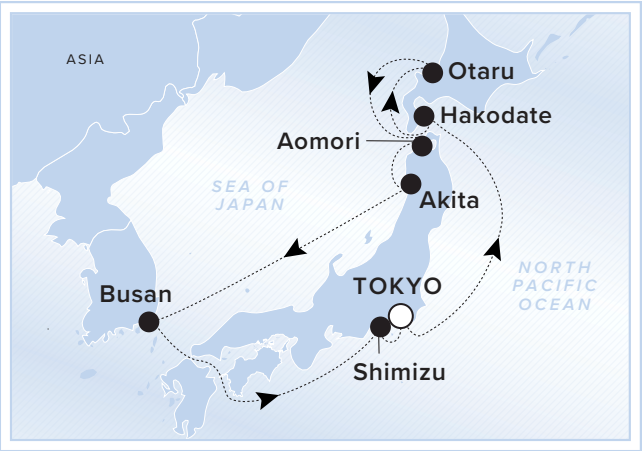 ASIA
Otaru
Hakodate
Aomori
SEA OF
JAPAN
Akita
NORTH
PACIFIC
OCEAN
TOKYO
Busan
Shimizu